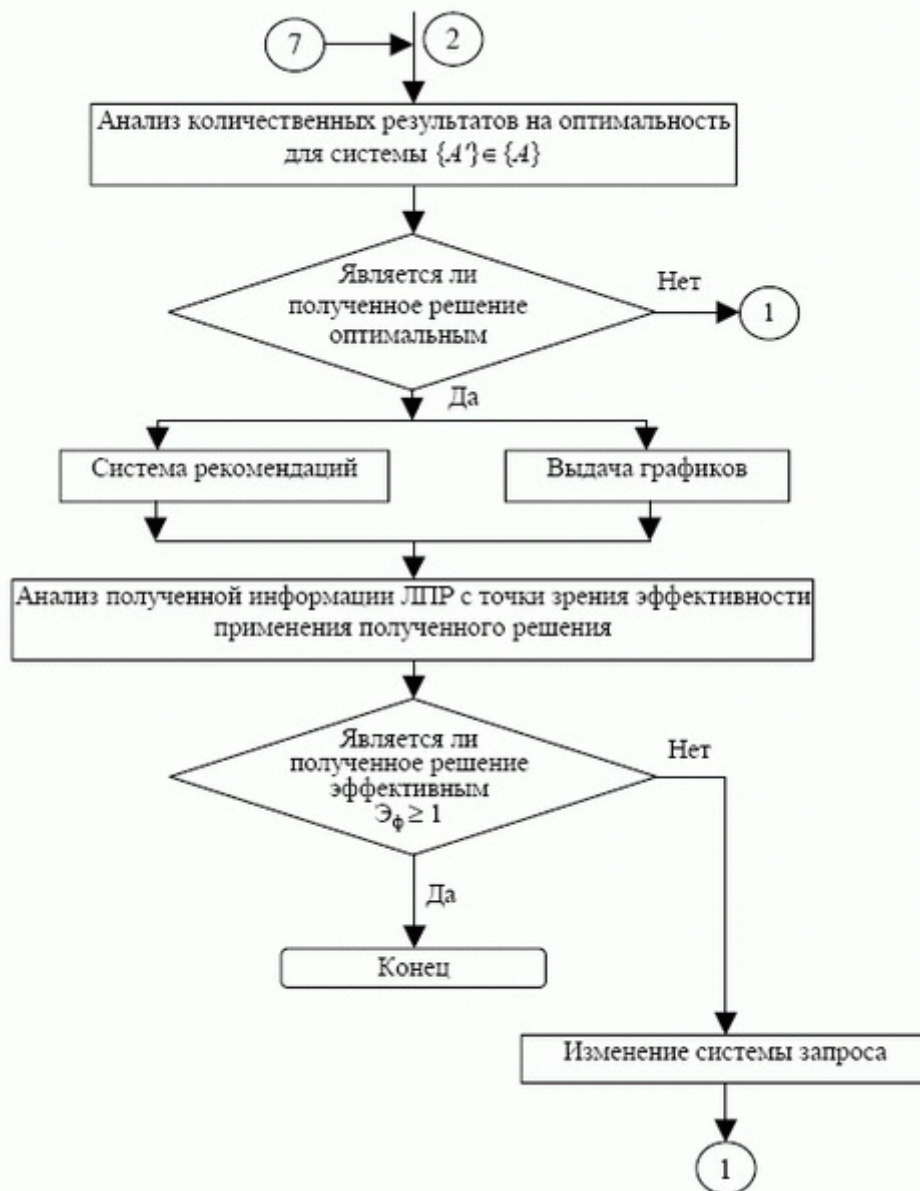 7
2
Анализ количественных результатов на оптимальность
для системы {A'}∈{A}
Является ли
полученное решение
оптимальным
Нет
1
Да
Система рекомендаций
Выдача графиков
Анализ полученной информации ЛПР с точки зрения эффективности
применения полученного решения
Является ли
полученное решение
эффективным
Эф ≥ 1
Нет
Да
Конец
Изменение системы запроса
1